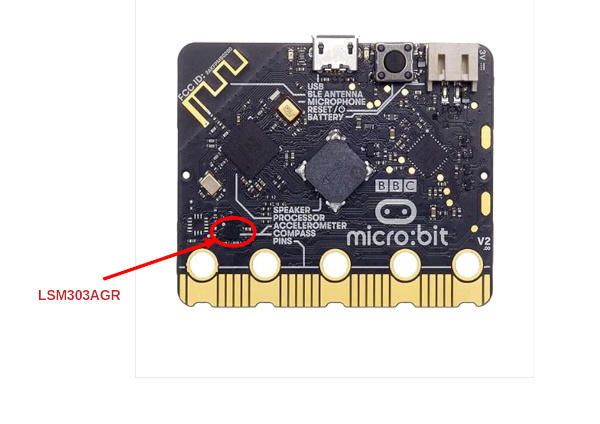 FCC ID:
3V
USB
BLE ANTENNA
MICROPHONE
RESET /
BATTERY
BBC
SPEAKER
PROCESSOR
ACCELEROMETER
COMPASS
PINS
micro:bit
V2
.00
LSM303AGR